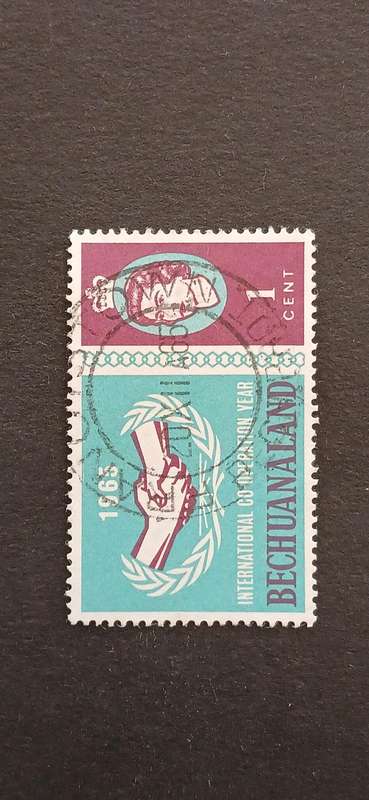 1965
INTERNATIONAL CO-OPERATION YEAR
BECHUANALAND
1
CENT